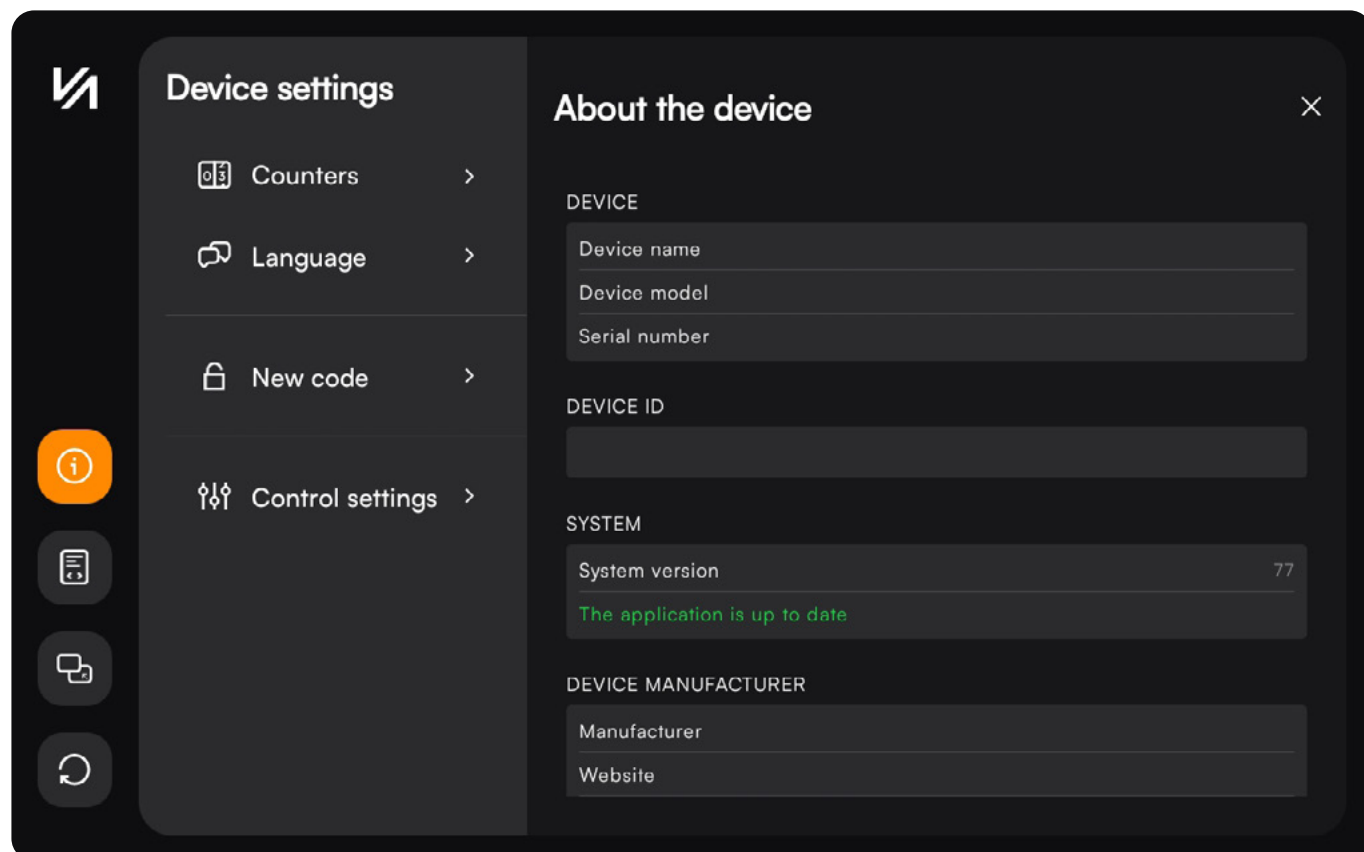 Device settings
Counters
Language
New code
Control settings
About the device
DEVICE
Device name
Device model
Serial number
DEVICE ID
SYSTEM
System version 77
The application is up to date
DEVICE MANUFACTURER
Manufacturer
Website